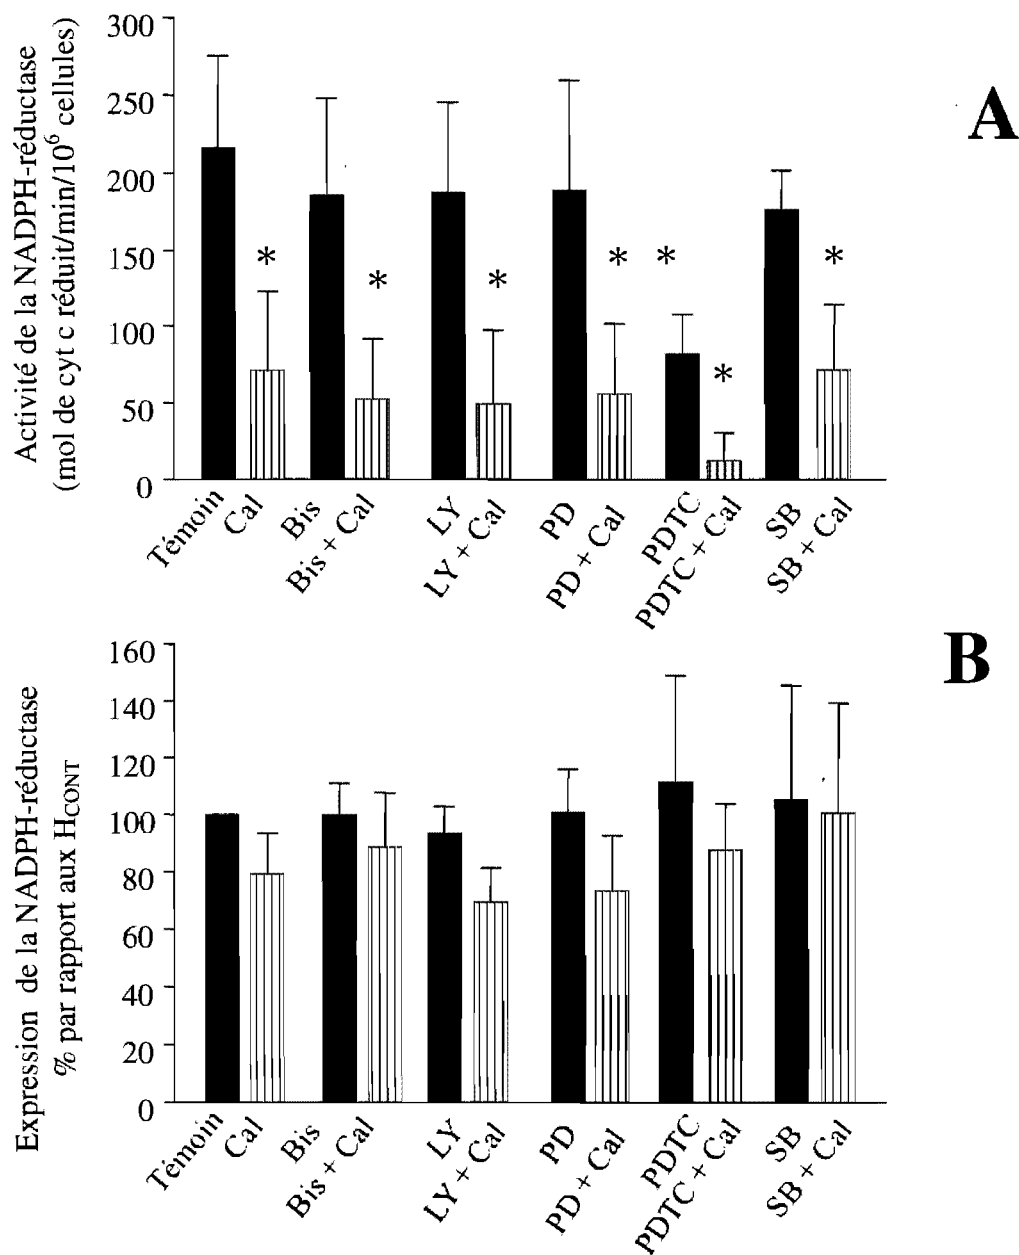 A
Activité de la NADPH-réductase
(mol de cyt c réduit/min/10⁶ cellules)
300
250
200
150
100
50
0
* * * * * * *
Témoin
Cal
Bis
Bis + Cal
LY
LY + Cal
PD
PD + Cal
PDTC
PDTC + Cal
SB
SB + Cal
B
Expression de la NADPH-réductase
% par rapport aux HCONT
160
140
120
100
80
60
40
20
0
Témoin
Cal
Bis
Bis + Cal
LY
LY + Cal
PD
PD + Cal
PDTC
PDTC + Cal
SB
SB + Cal